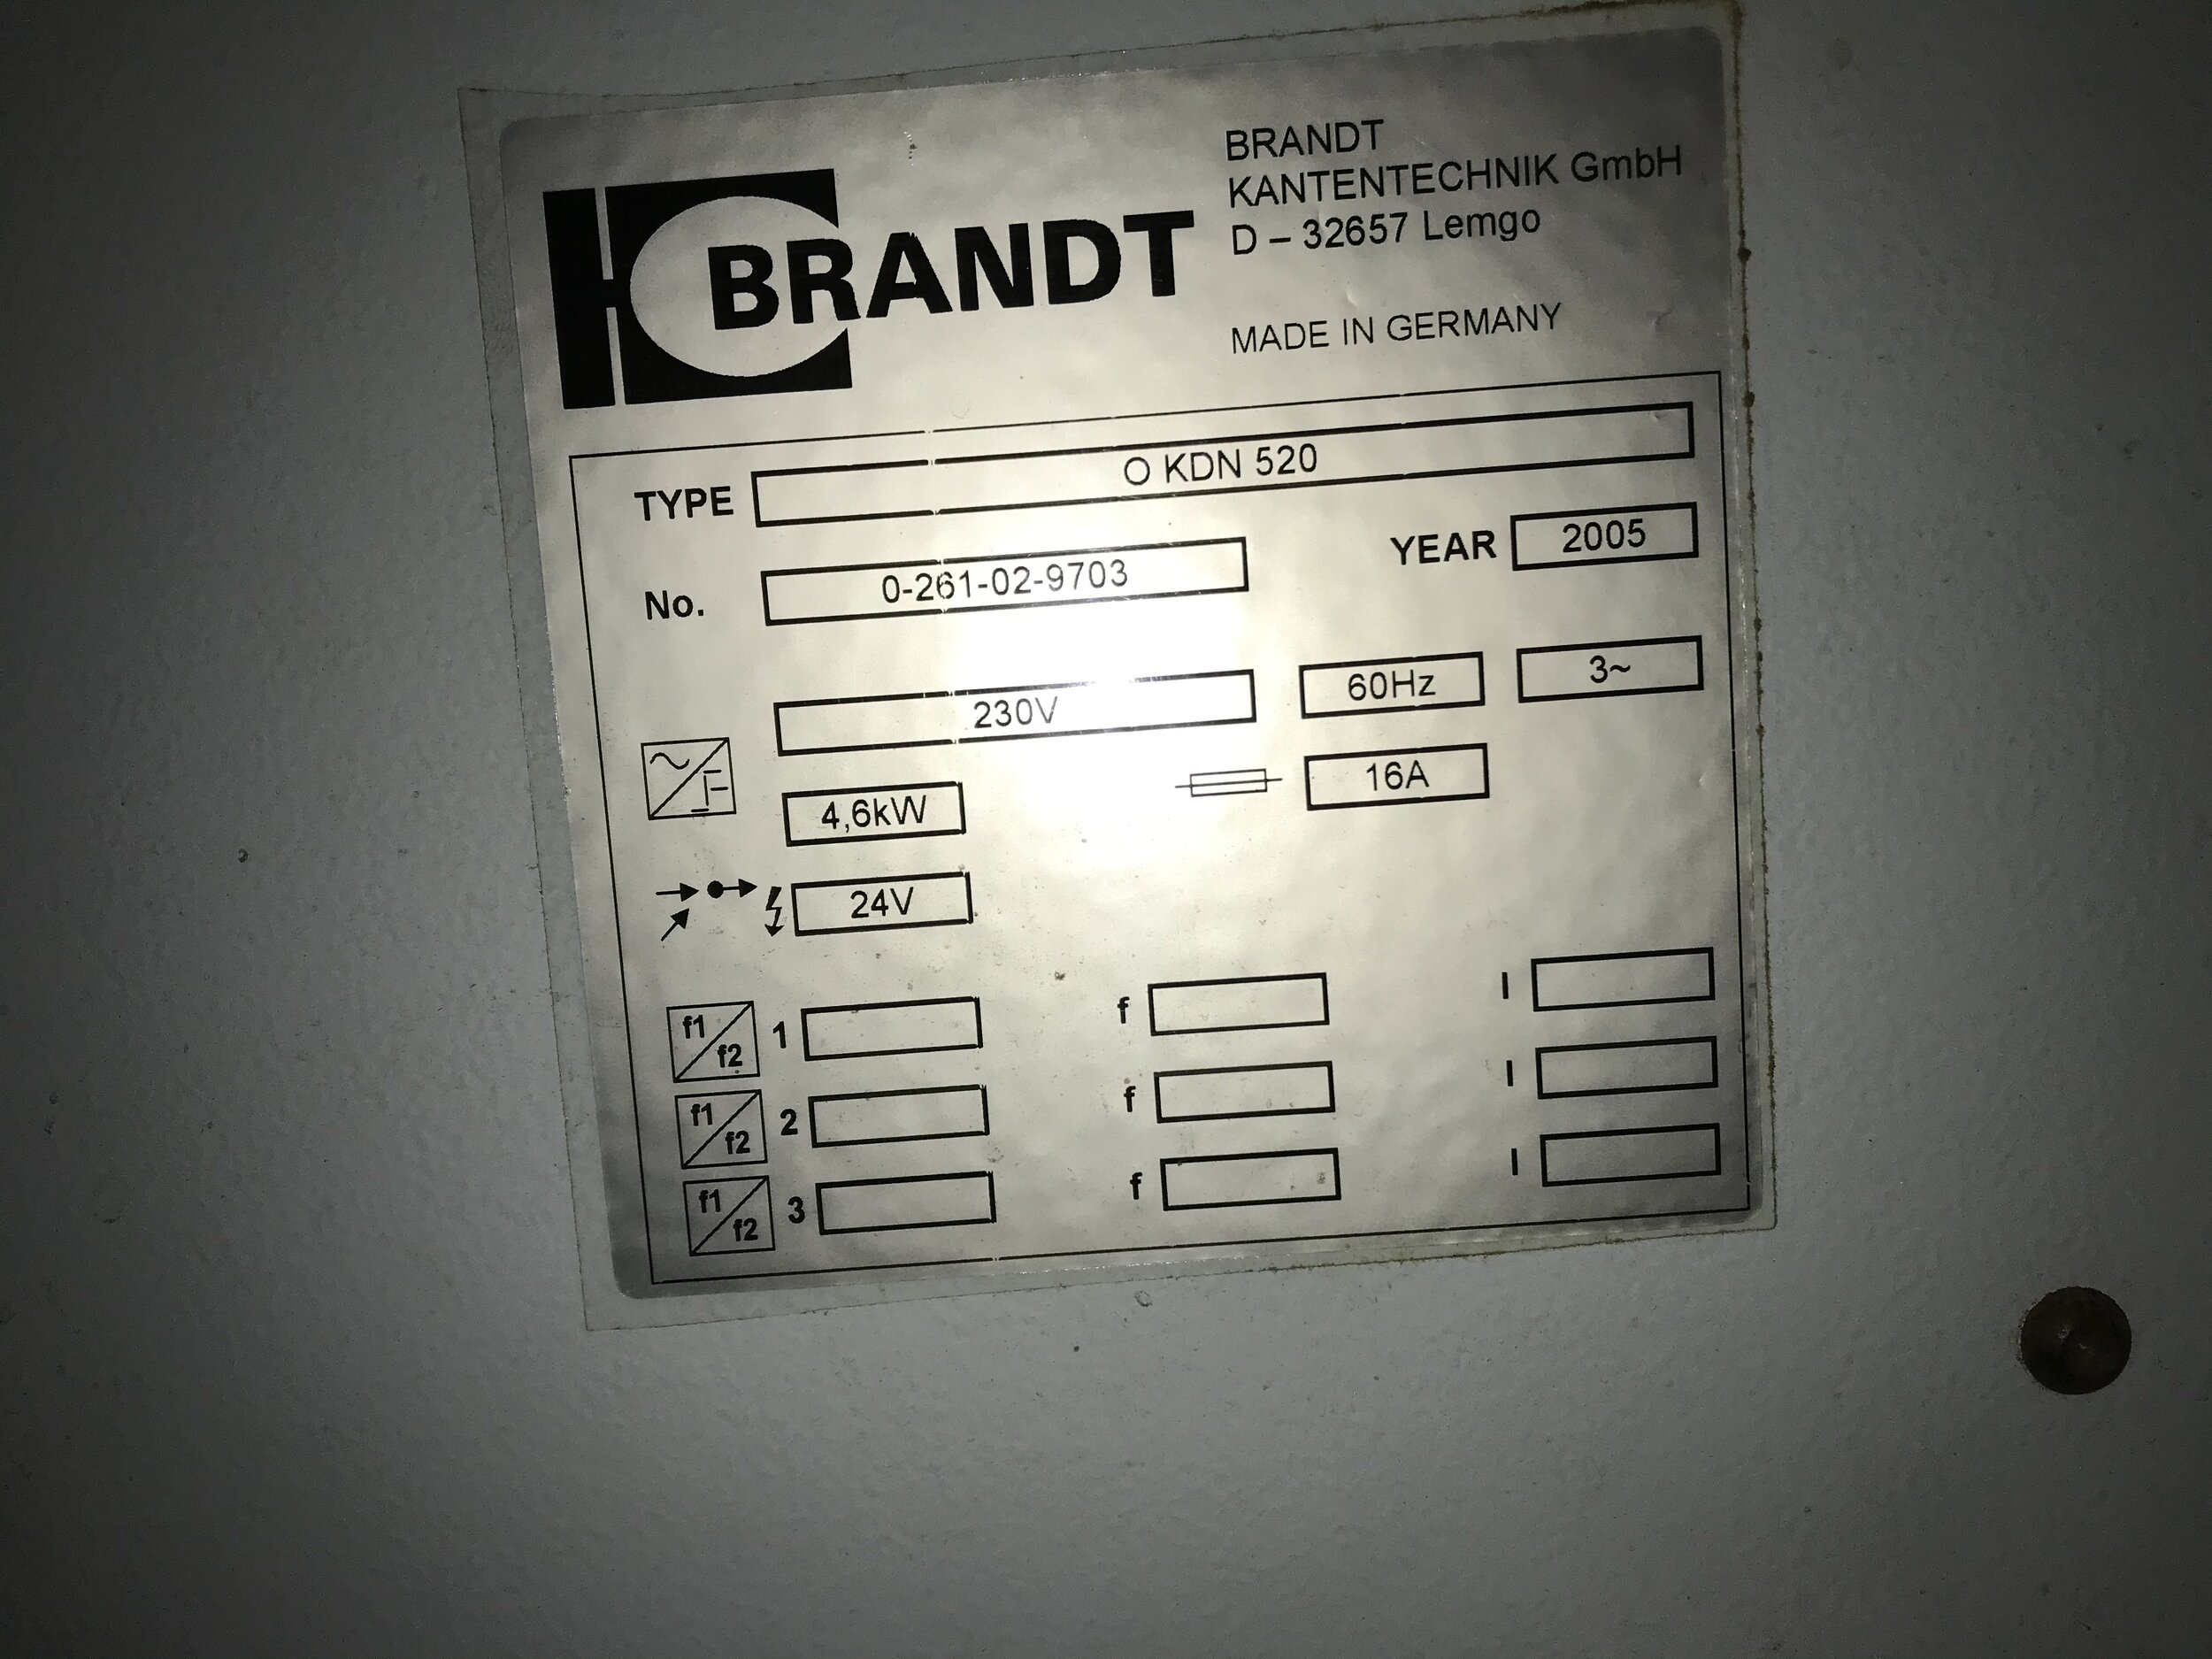 BRANDT
BRANDT
KANTENTECHNIK GmbH
D – 32657 Lemgo
MADE IN GERMANY
TYPE O KDN 520
No. 0-261-02-9703 YEAR 2005
230V 60Hz 3~
4,6kW 16A
24V
f1/f2 1 f I
f1/f2 2 f I
f1/f2 3 f I